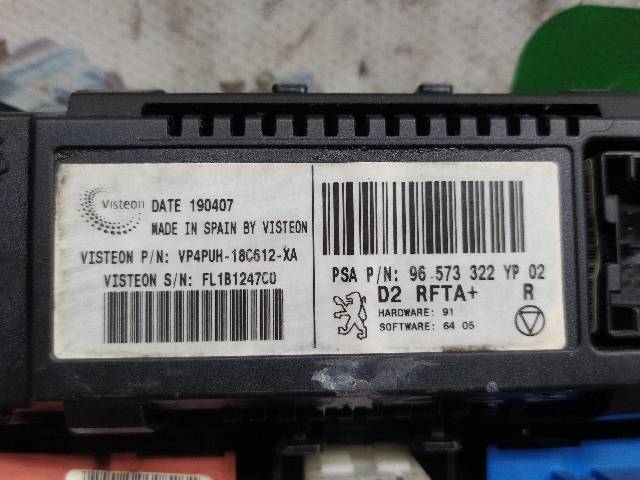 Visteon
DATE 190407
MADE IN SPAIN BY VISTEON
VISTEON P/N: VP4PUH-18C612-XA
VISTEON S/N: FL1B1247C0
PSA P/N: 96 573 322 YP 02
D2 RFTA+ R
HARDWARE: 91
SOFTWARE: 64 05